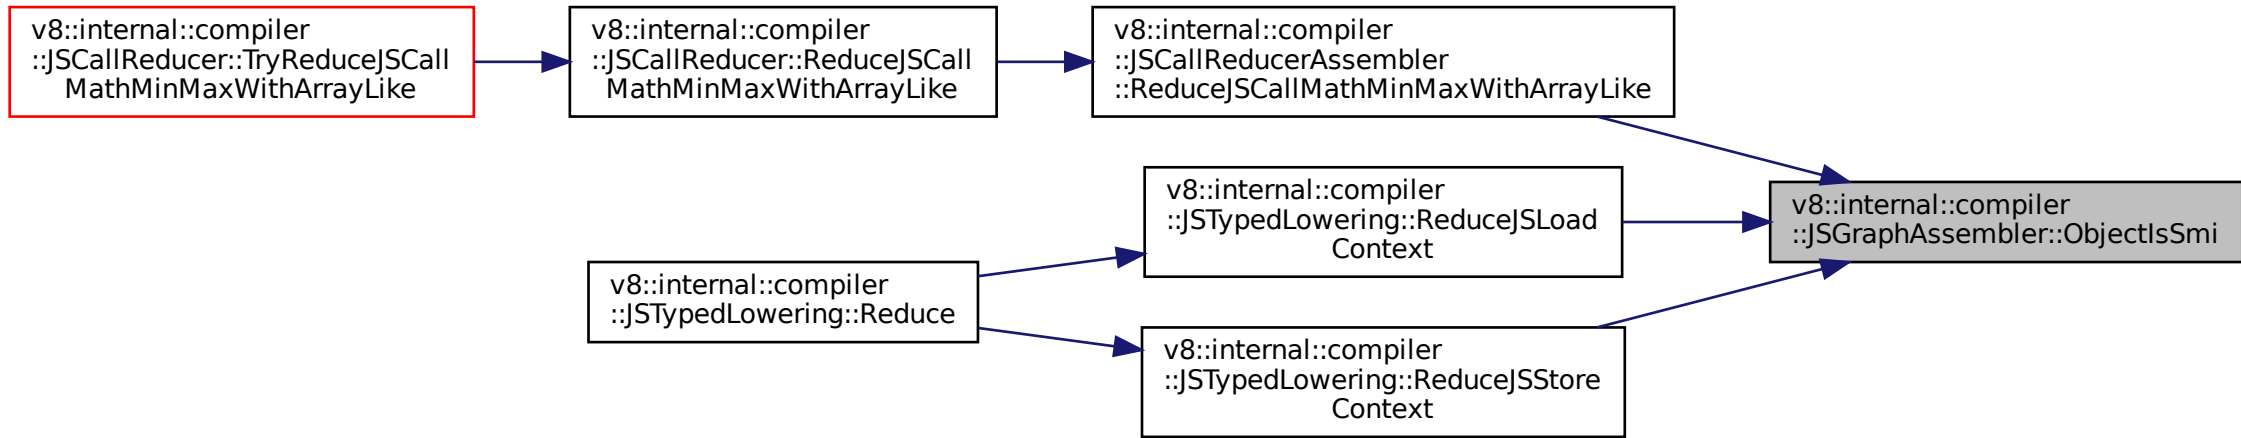 v8::internal::compiler
::JSCallReducer::TryReduceJSCall
MathMinMaxWithArrayLike
v8::internal::compiler
::JSCallReducer::ReduceJSCall
MathMinMaxWithArrayLike
v8::internal::compiler
::JSCallReducerAssembler
::ReduceJSCallMathMinMaxWithArrayLike
v8::internal::compiler
::JSTypedLowering::ReduceJSLoad
Context
v8::internal::compiler
::JSGraphAssembler::ObjectIsSmi
v8::internal::compiler
::JSTypedLowering::Reduce
v8::internal::compiler
::JSTypedLowering::ReduceJSStore
Context